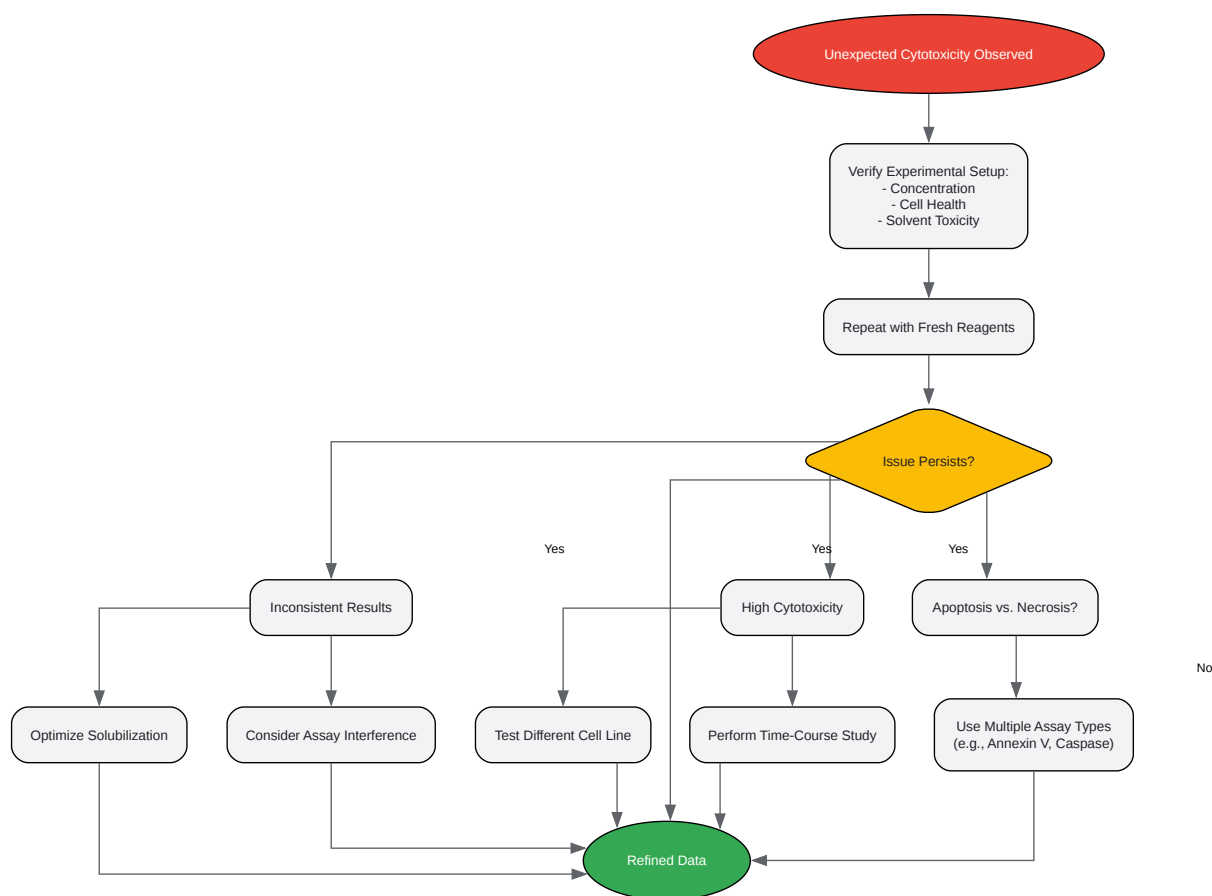 Unexpected Cytotoxicity Observed
Verify Experimental Setup:
- Concentration
- Cell Health
- Solvent Toxicity
Repeat with Fresh Reagents
Issue Persists?
Yes
Yes
Yes
Inconsistent Results
High Cytotoxicity
Apoptosis vs. Necrosis?
No
Optimize Solubilization
Consider Assay Interference
Test Different Cell Line
Perform Time-Course Study
Use Multiple Assay Types
(e.g., Annexin V, Caspase)
Refined Data